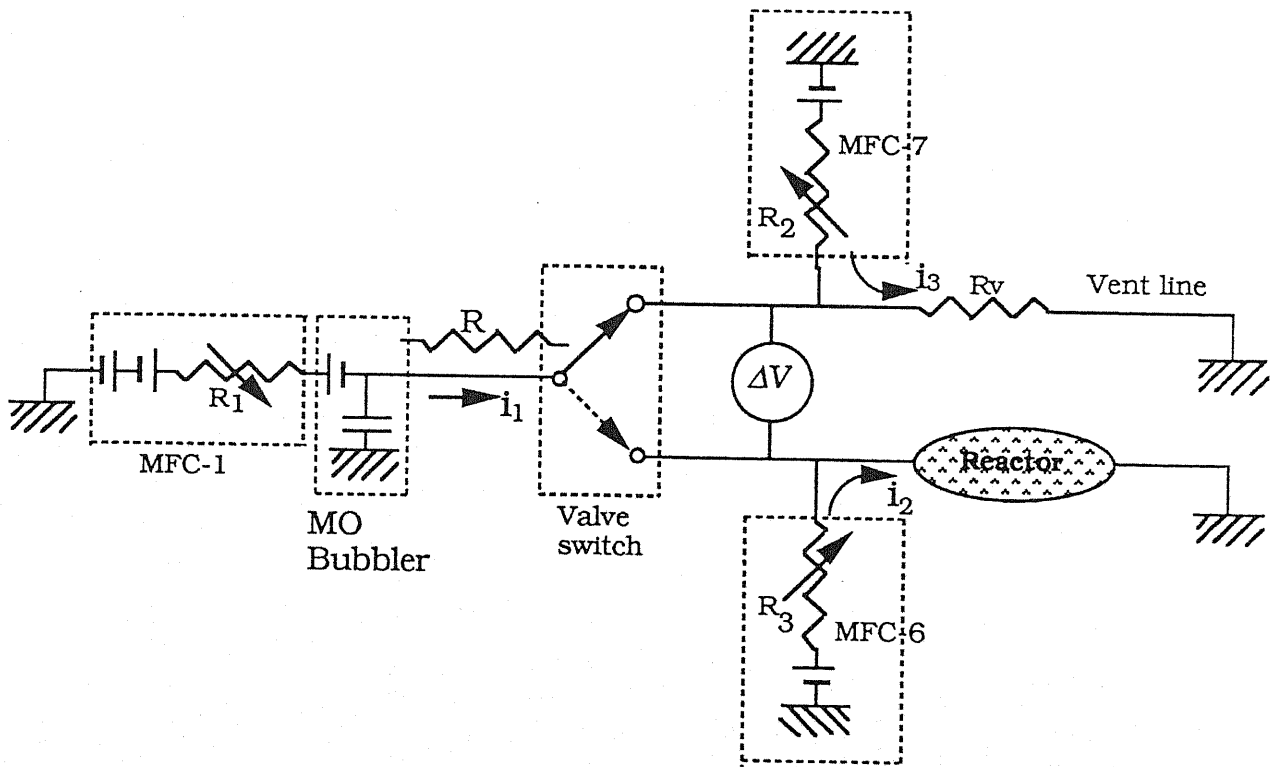 MFC-7
R2
i3
Rv
Vent line
R
ΔV
R1
i1
MFC-1
Reactor
i2
MO
Bubbler
Valve
switch
R3
MFC-6